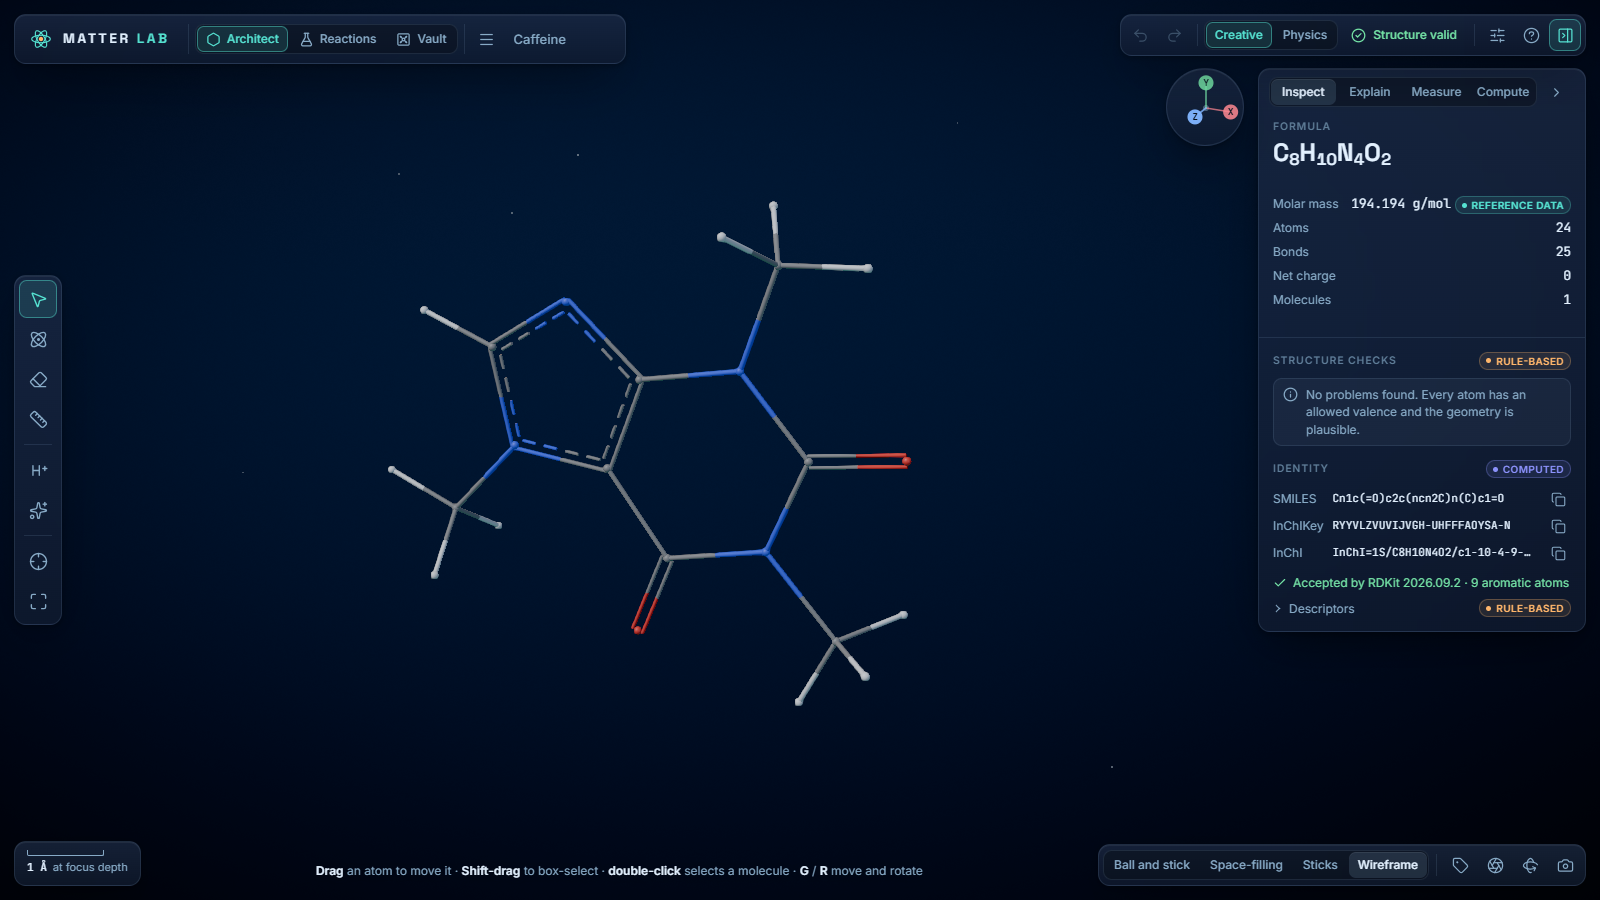 MATTER LAB
Architect
Reactions
Vault
Caffeine
Creative
Physics
Structure valid
Y
X
Z
Inspect
Explain
Measure
Compute
FORMULA
C8H10N4O2
Molar mass 194.194 g/mol REFERENCE DATA
Atoms 24
Bonds 25
Net charge 0
Molecules 1
STRUCTURE CHECKS RULE-BASED
No problems found. Every atom has an
allowed valence and the geometry is
plausible.
IDENTITY COMPUTED
SMILES Cn1c(=O)c2c(ncn2C)n(C)c1=O
InChIKey RYYVLZVUVIJVGH-UHFFFAOYSA-N
InChI InChI=1S/C8H10N4O2/c1-10-4-9-…
Accepted by RDKit 2026.09.2 · 9 aromatic atoms
Descriptors RULE-BASED
H+
1 Å at focus depth
Drag an atom to move it · Shift-drag to box-select · double-click selects a molecule · G / R move and rotate
Ball and stick
Space-filling
Sticks
Wireframe